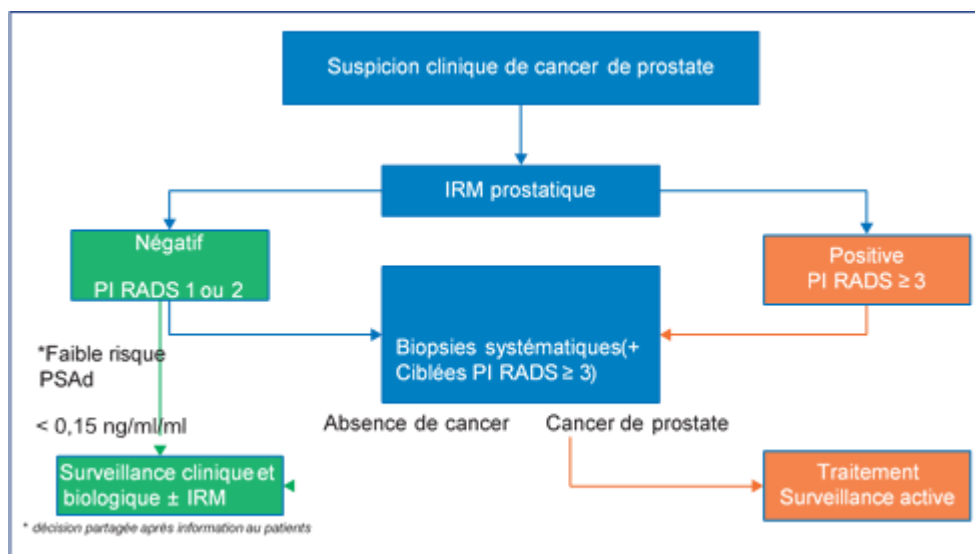 Suspicion clinique de cancer de prostate
IRM prostatique
Négatif
PI RADS 1 ou 2
Positive
PI RADS ≥ 3
*Faible risque
PSAd
< 0,15 ng/ml/ml
Biopsies systématiques(+
Ciblées PI RADS ≥ 3)
Absence de cancer
Cancer de prostate
Surveillance clinique et
biologique ± IRM
Traitement
Surveillance active
* décision partagée après information au patients